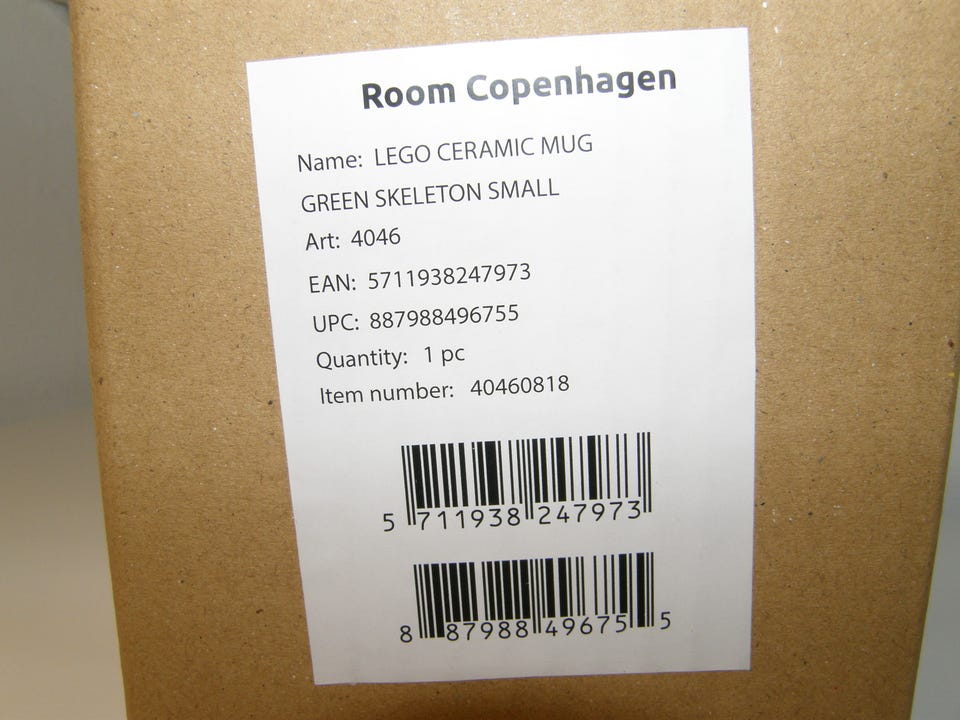 Room Copenhagen
Name: LEGO CERAMIC MUG
GREEN SKELETON SMALL
Art: 4046
EAN: 5711938247973
UPC: 887988496755
Quantity: 1 pc
Item number: 40460818
5 711938 247973
8 87988 49675 5